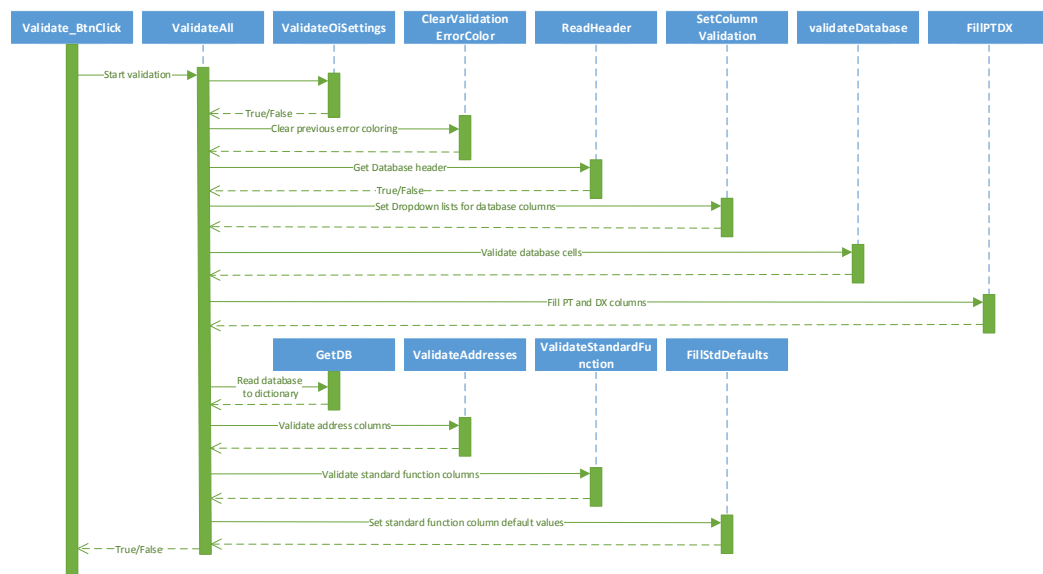 Validate_BtnClick
ValidateAll
ValidateOiSettings
ClearValidation
ErrorColor
ReadHeader
SetColumn
Validation
validateDatabase
FillPTDX
Start validation
True/False
Clear previous error coloring
Get Database header
True/False
Set Dropdown lists for database columns
Validate database cells
Fill PT and DX columns
GetDB
ValidateAddresses
ValidateStandardFu
nction
FillStdDefaults
Read database
to dictionary
Validate address columns
Validate standard function columns
Set standard function column default values
True/False